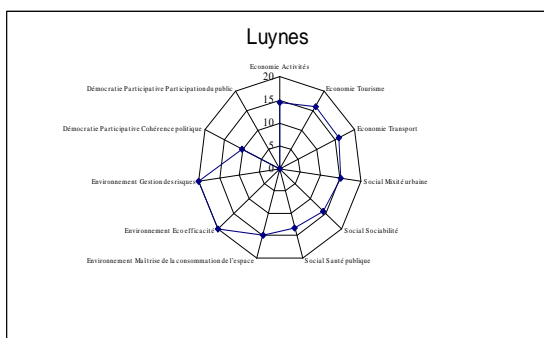 Luynes
Economie Activités
Démocratie Participative Participation du public
Economie Tourisme
Démocratie Participative Cohérence politique
Economie Transport
Environnement Gestion des risques
Social Mixité urbaine
Environnement Eco efficacité
Social Sociabilité
Environnement Maîtrise de la consommation de l'espace
Social Santé publique
20
15
10
5
0